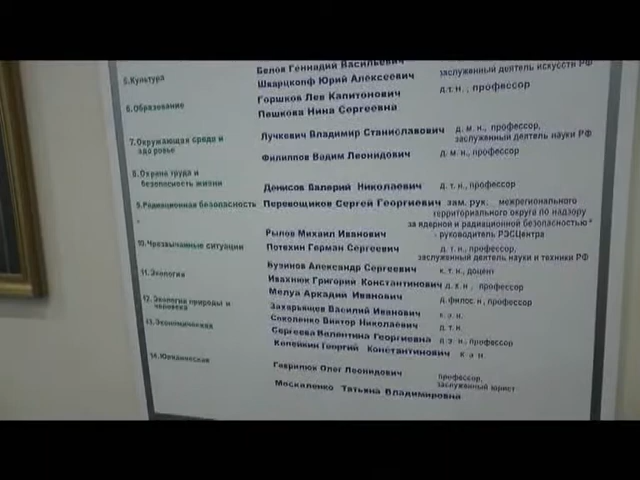 Белов Геннадий Васильевич
5.Культура
Шварцкопф Юрий Алексеевич заслуженный деятель искусств РФ
Горшков Лев Капитонович д.т.н., профессор
6.Образование
Пешкова Нина Сергеевна
7.Окружающая среда и здоровье
Лучкевич Владимир Станиславович д.м.н., профессор,
заслуженный деятель науки РФ
Филиппов Вадим Леонидович д.м.н., профессор
8.Охрана труда и
безопасность жизни
Денисов Валерий Николаевич д.т.н., профессор
9.Радиационная безопасность Перевощиков Сергей Георгиевич зам. рук. межрегионального
территориального округа по надзору
за ядерной и радиационной безопасностью
Рылов Михаил Иванович - руководитель РЭСЦентра
10.Чрезвычайные ситуации Потехин Герман Сергеевич д.т.н., профессор,
заслуженный деятель науки и техники РФ
11.Экология Бузинов Александр Сергеевич к.т.н., доцент
Ивахнюк Григорий Константинович д.х.н., профессор
Мелуа Аркадий Иванович д.филос.н., профессор
12.Экология природы и
человека
Захарьящев Василий Иванович к.э.н.
Соколенко Виктор Николаевич д.т.н.
13.Экономическая
Сергеева Валентина Георгиевна д.э.н., профессор
Копейкин Георгий Константинович к.э.н.
14.Юридическая
Гаврилюк Олег Леонидович профессор,
заслуженный юрист
Москаленко Татьяна Владимировна